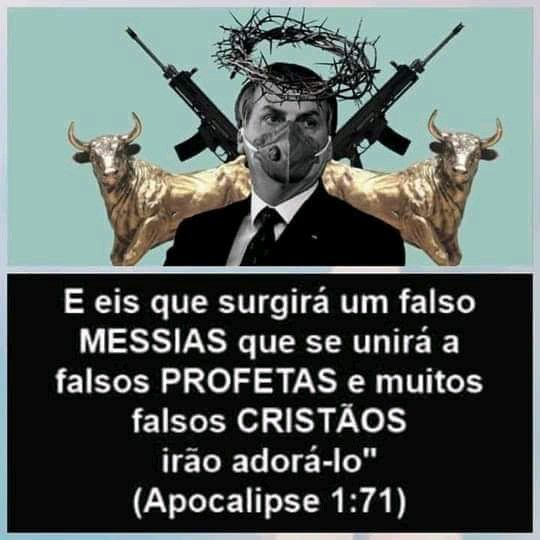 E eis que surgirá um falso
MESSIAS que se unirá a
falsos PROFETAS e muitos
falsos CRISTÃOS
irão adorá-lo"
(Apocalipse 1:71)